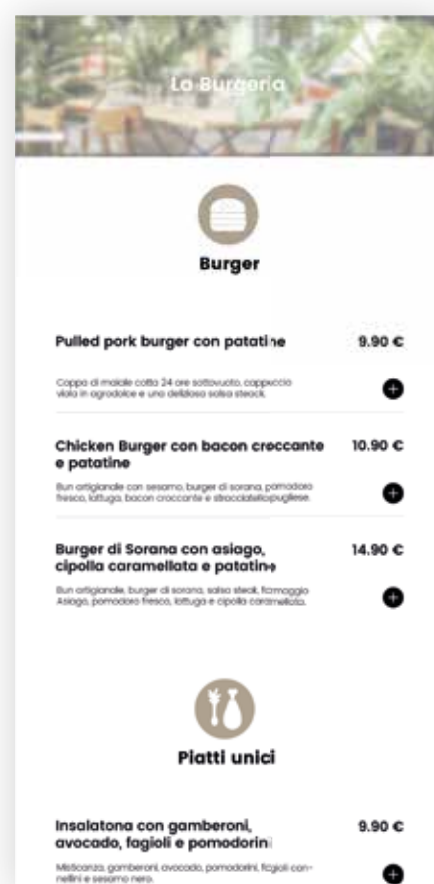 La Burgeria
Burger
Pulled pork burger con patatine 9.90 €
Coppa di maiale cotta 24 ore sottovuoto, cappuccio
viola in agrodolce e una deliziosa salsa steack.
Chicken Burger con bacon croccante 10.90 €
e patatine
Bun artigianale con sesamo, burger di sorana, pomodoro
fresco, lattuga, bacon croccante e stracciatella pugliese.
Burger di Sorana con asiago, 14.90 €
cipolla caramellata e patatine
Bun artigianale, burger di sorana, salsa steak, formaggio
Asiago, pomodoro fresco, lattuga e cipolla caramellata.
Piatti unici
Insalatona con gamberoni, 9.90 €
avocado, fagioli e pomodorini
Misticanza, gamberoni, avocado, pomodorini, fagioli can-
nellini e sesamo nero.